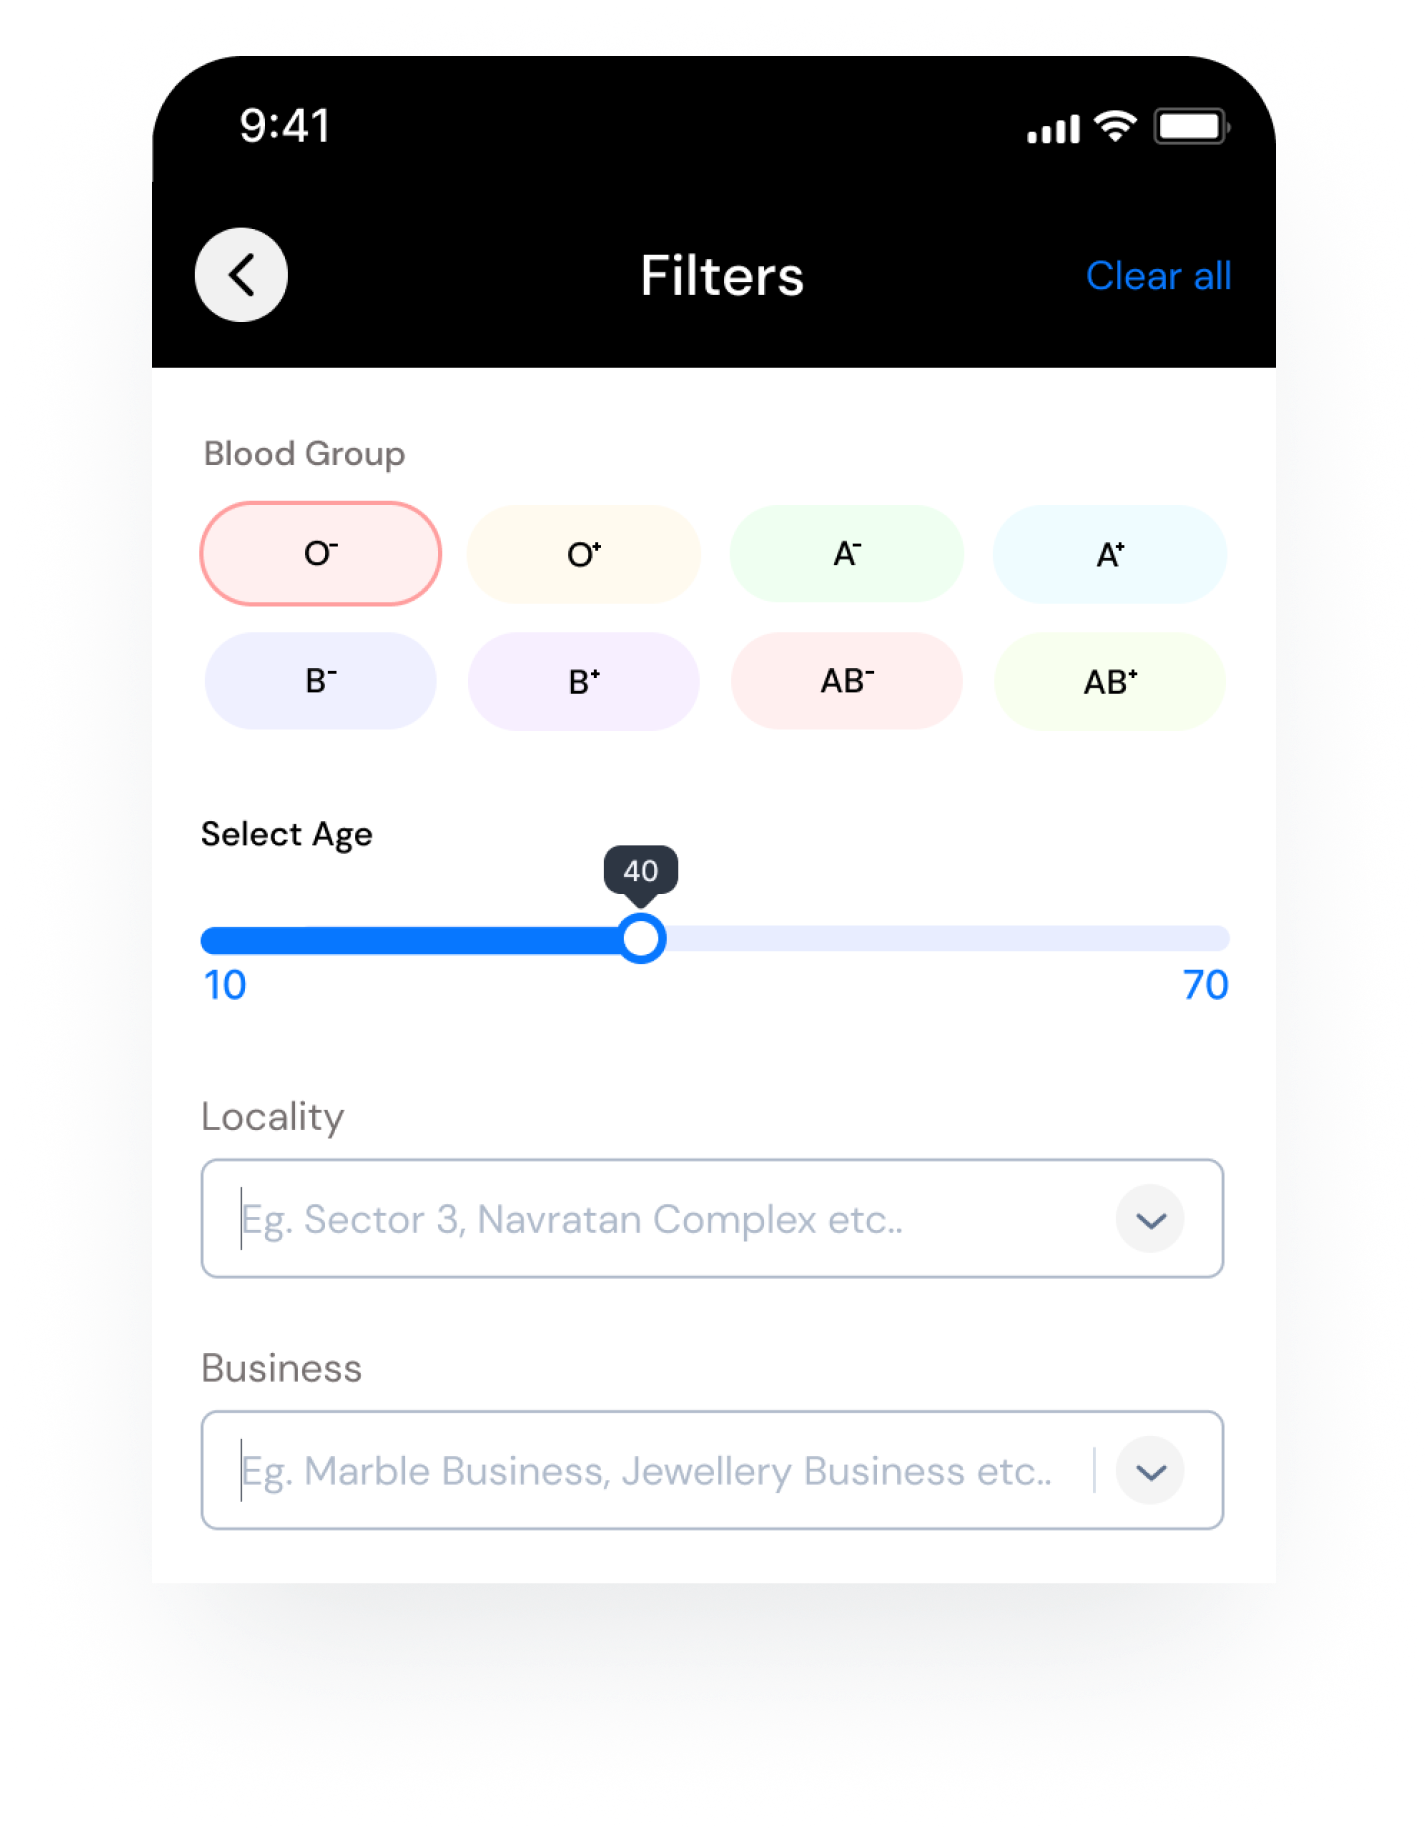 9:41
Filters
Clear all
Blood Group
O⁻ O⁺ A⁻ A⁺
B⁻ B⁺ AB⁻ AB⁺
Select Age
40
10 70
Locality
Eg. Sector 3, Navratan Complex etc..
Business
Eg. Marble Business, Jewellery Business etc..